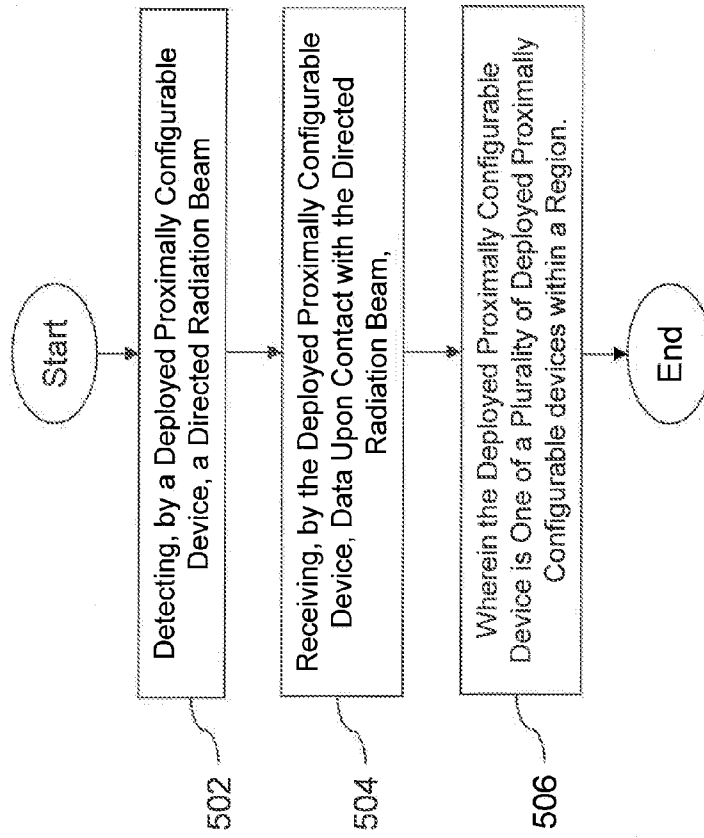 Start
Detecting, by a Deployed Proximally Configurable
Device, a Directed Radiation Beam
502
Receiving, by the Deployed Proximally Configurable
Device, Data Upon Contact with the Directed
Radiation Beam,
504
Wherein the Deployed Proximally Configurable
Device is One of a Plurality of Deployed Proximally
Configurable devices within a Region.
506
End